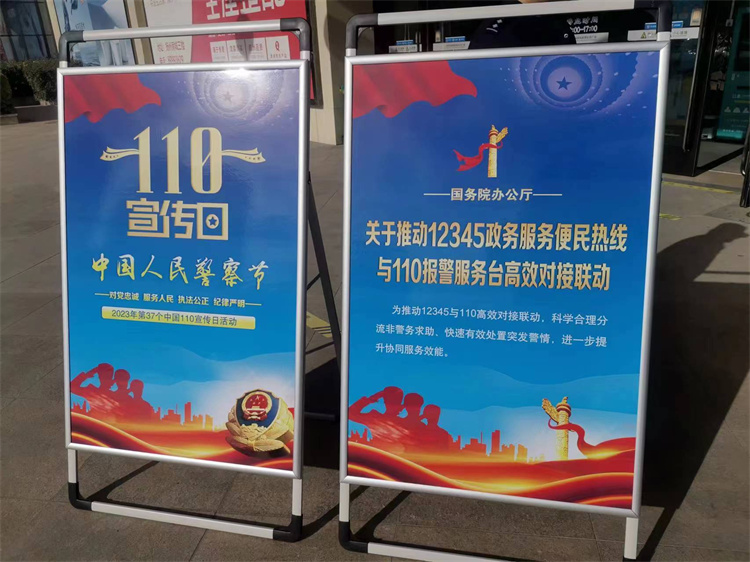 110
宣传日
中国人民警察节
对党忠诚 服务人民 执法公正 纪律严明
2023年第37个中国110宣传日活动
国务院办公厅
关于推动12345政务服务便民热线
与110报警服务台高效对接联动
为推动12345与110高效对接联动，科学合理分
流非警务求助、快速有效处置突发警情，进一步提
升协同服务效能。